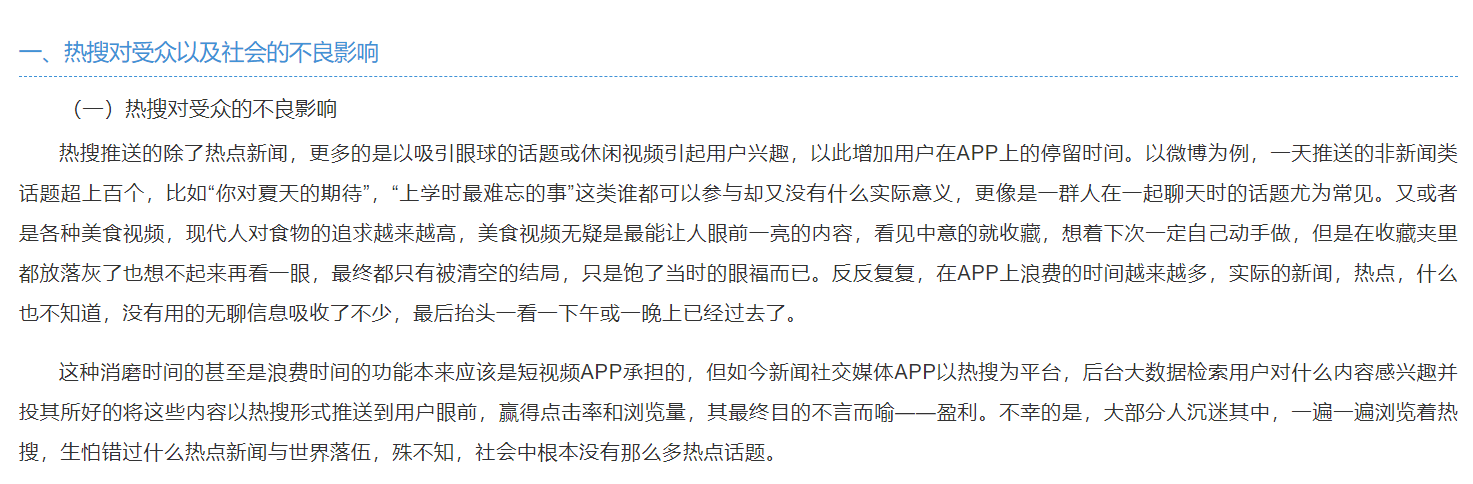 一、热搜对受众以及社会的不良影响
（一）热搜对受众的不良影响
热搜推送的除了热点新闻，更多的是以吸引眼球的话题或休闲视频引起用户兴趣，以此增加用户在APP上的停留时间。以微博为例，一天推送的非新闻类
话题超上百个，比如“你对夏天的期待”，“上学时最难忘的事”这类谁都可以参与却又没有什么实际意义，更像是一群人在一起聊天时的话题尤为常见。又或者
是各种美食视频，现代人对食物的追求越来越高，美食视频无疑是最能让人眼前一亮的内容，看见中意的就收藏，想着下次一定自己动手做，但是在收藏夹里
都放落灰了也想不起来再看一眼，最终都只有被清空的结局，只是饱了当时的眼福而已。反反复复，在APP上浪费的时间越来越多，实际的新闻，热点，什么
也不知道，没有用的无聊信息吸收了不少，最后抬头一看一下午或一晚上已经过去了。
这种消磨时间的甚至是浪费时间的功能本来应该是短视频APP承担的，但如今新闻社交媒体APP以热搜为平台，后台大数据检索用户对什么内容感兴趣并
投其所好的将这些内容以热搜形式推送到用户眼前，赢得点击率和浏览量，其最终目的不言而喻——盈利。不幸的是，大部分人沉迷其中，一遍一遍浏览着热
搜，生怕错过什么热点新闻与世界落伍，殊不知，社会中根本没有那么多热点话题。